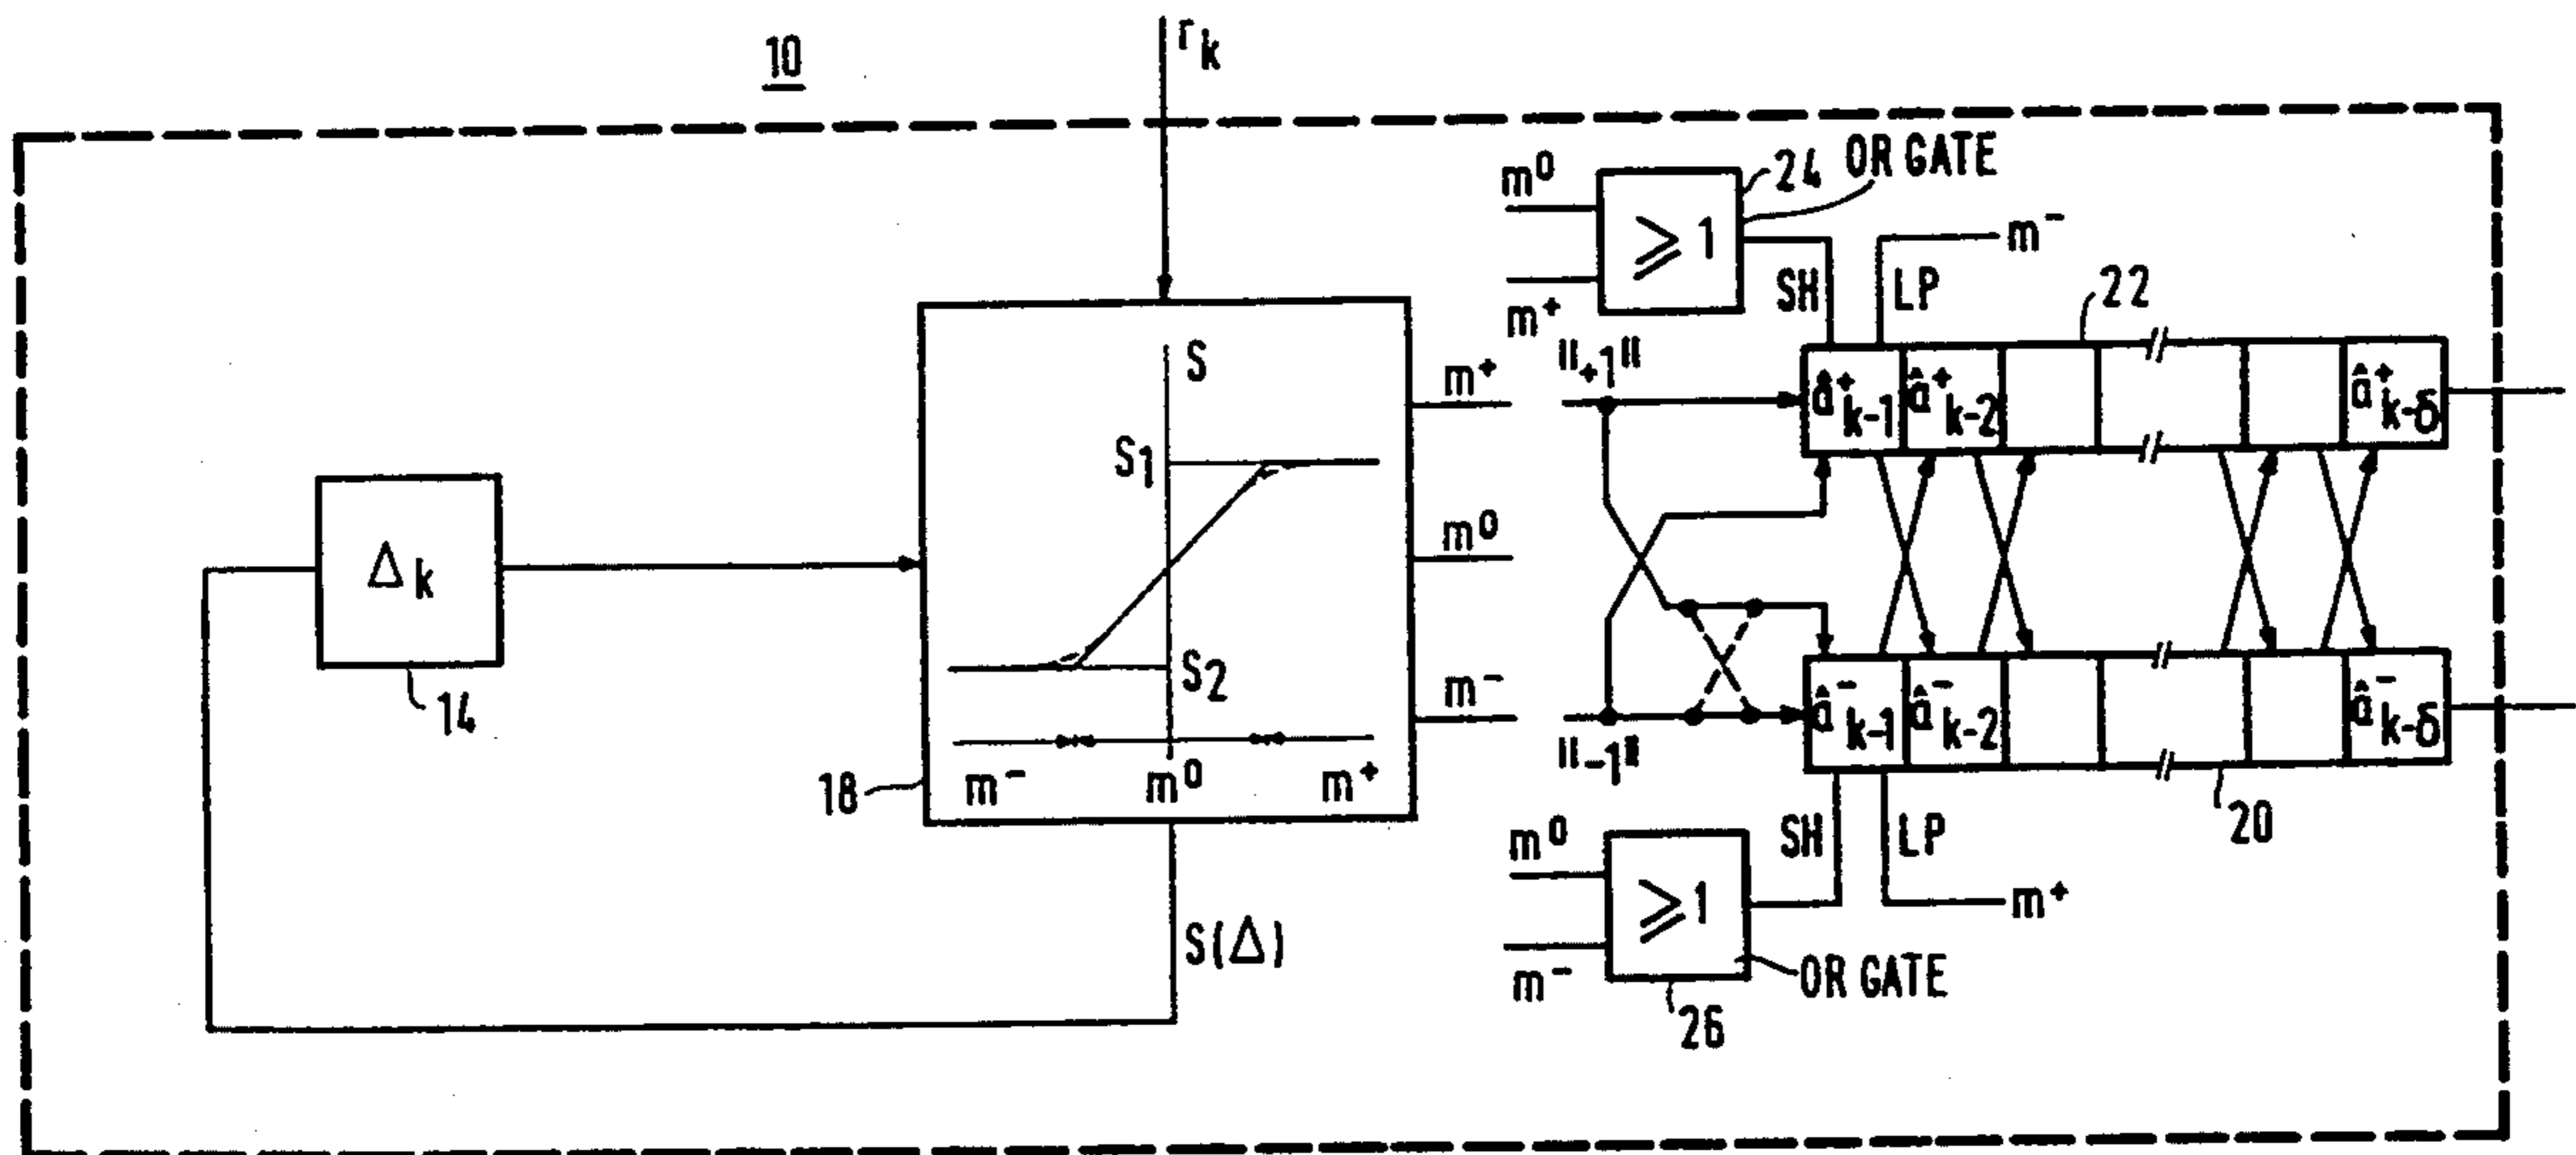 10
r_k
m⁰
m⁺
≥ 1
24
OR GATE
SH
LP
m⁻
22
"+1"
â⁺_{k-1}
â⁺_{k-2}
â⁺_{k-δ}
S
S₁
S₂
m⁻
m⁰
m⁺
18
m⁺
m⁰
m⁻
Δ_k
14
"-1"
â⁻_{k-1}
â⁻_{k-2}
â⁻_{k-δ}
20
SH
LP
m⁺
m⁰
m⁻
≥ 1
OR GATE
26
S(Δ)